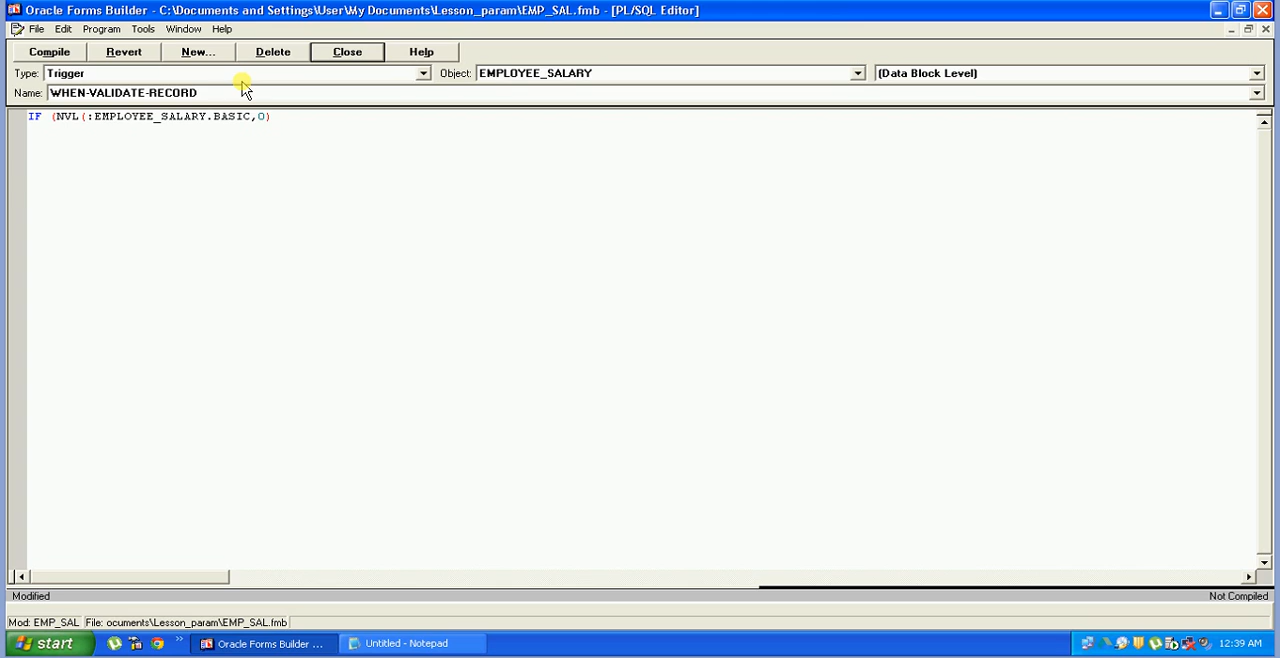 Oracle Forms Builder - C:\Documents and Settings\User\My Documents\Lesson_param\EMP_SAL.fmb - [PL/SQL Editor]
File Edit Program Tools Window Help
Compile Revert New... Delete Close Help
Type: Trigger Object: EMPLOYEE_SALARY (Data Block Level)
Name: WHEN-VALIDATE-RECORD
IF (NVL(:EMPLOYEE_SALARY.BASIC,0)
Modified Not Compiled
Mod: EMP_SAL File: ocuments\Lesson_param\EMP_SAL.fmb
start Oracle Forms Builder ... Untitled - Notepad 12:39 AM